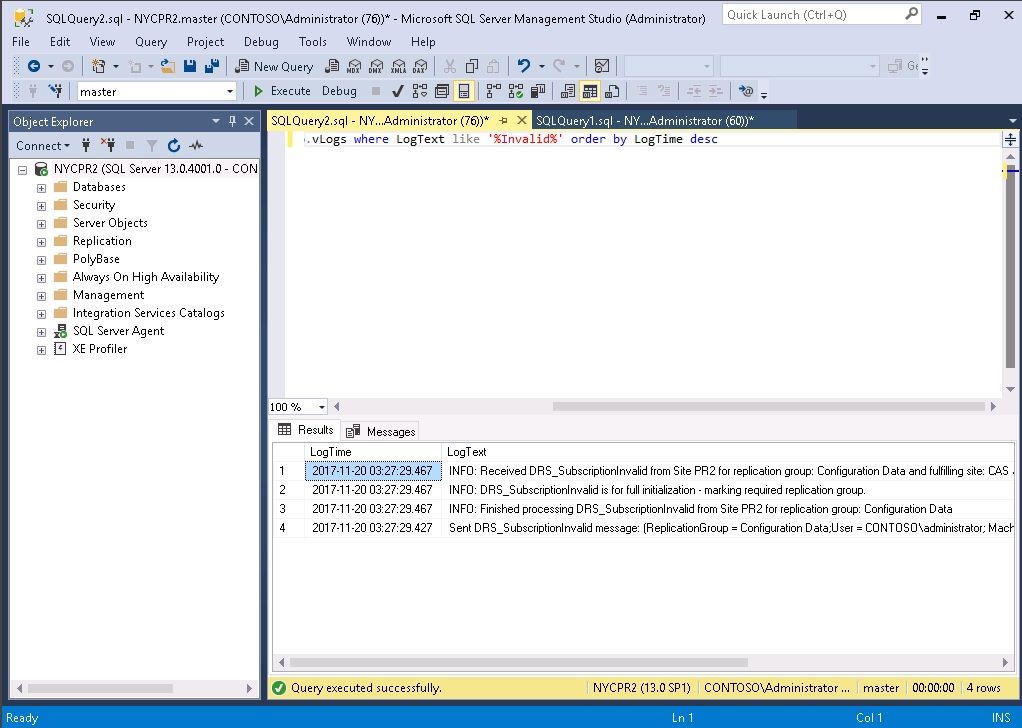 SQLQuery2.sql - NYCPR2.master (CONTOSO\Administrator (76))* - Microsoft SQL Server Management Studio (Administrator)
Quick Launch (Ctrl+Q)
File Edit View Query Project Debug Tools Window Help
New Query MDX DMX XMLA DAX
master Execute Debug
Object Explorer
SQLQuery2.sql - NY...Administrator (76))* SQLQuery1.sql - NY...Administrator (60))*
Connect
.vLogs where LogText like '%Invalid%' order by LogTime desc
NYCPR2 (SQL Server 13.0.4001.0 - CON
Databases
Security
Server Objects
Replication
PolyBase
Always On High Availability
Management
Integration Services Catalogs
SQL Server Agent
XE Profiler
100 %
Results Messages
LogTime LogText
1 2017-11-20 03:27:29.467 INFO: Received DRS_SubscriptionInvalid from Site PR2 for replication group: Configuration Data and fulfilling site: CAS
2 2017-11-20 03:27:29.467 INFO: DRS_SubscriptionInvalid is for full initialization - marking required replication group.
3 2017-11-20 03:27:29.467 INFO: Finished processing DRS_SubscriptionInvalid from Site PR2 for replication group: Configuration Data
4 2017-11-20 03:27:29.427 Sent DRS_SubscriptionInvalid message: (ReplicationGroup = Configuration Data;User = CONTOSO\administrator; Mach
Query executed successfully. NYCPR2 (13.0 SP1) CONTOSO\Administrator ... master 00:00:00 4 rows
Ready Ln 1 Col 1 INS